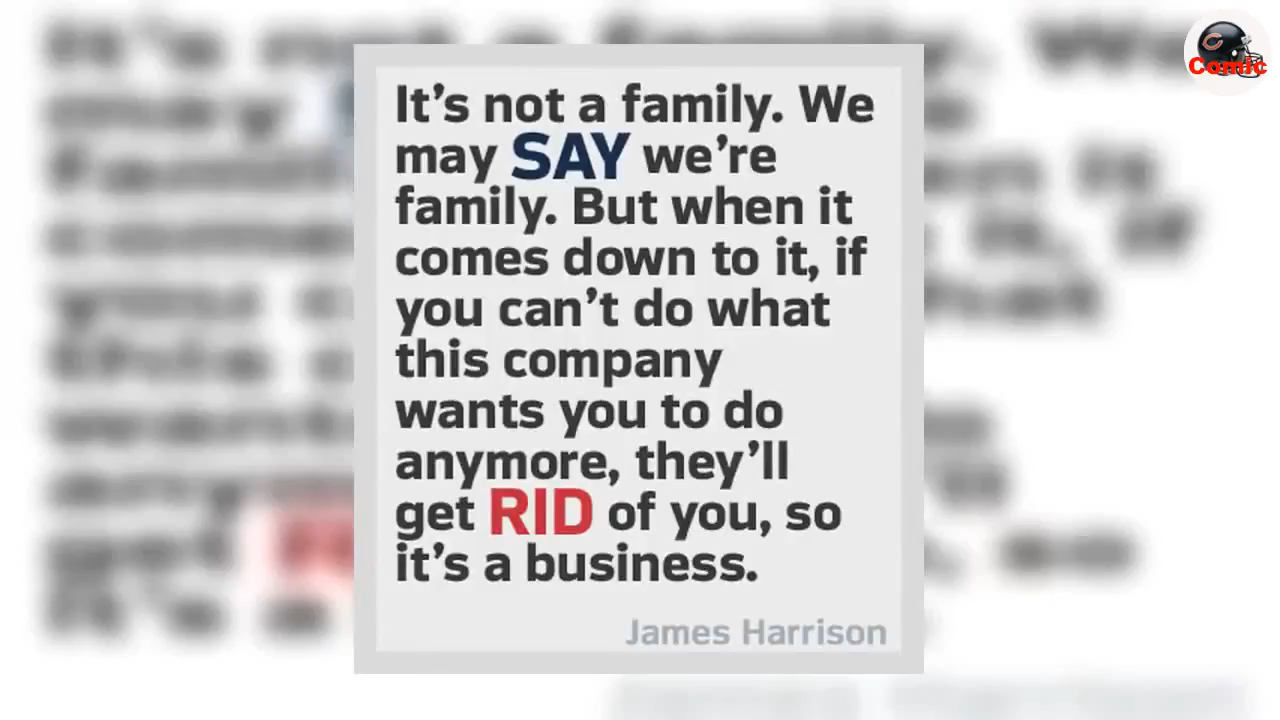 It's not a family. We
may SAY we're
family. But when it
comes down to it, if
you can't do what
this company
wants you to do
anymore, they'll
get RID of you, so
it's a business.
James Harrison
Comic